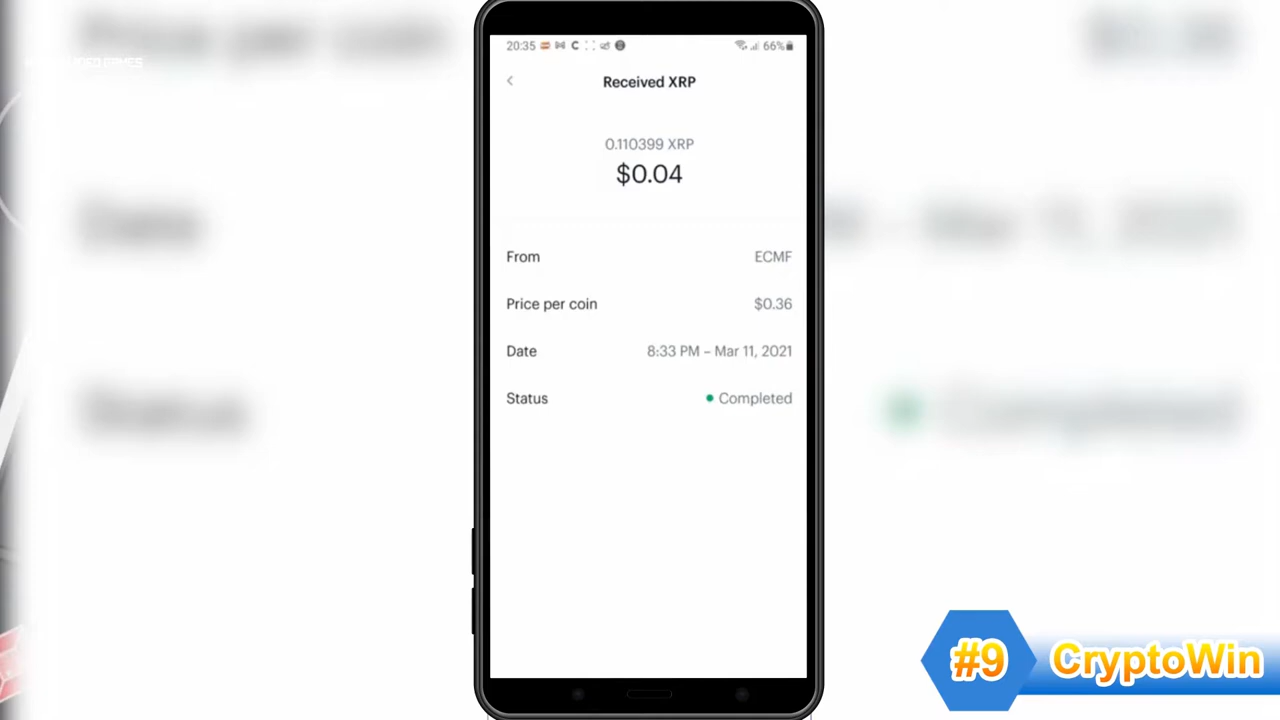 20:35
66%
Received XRP
0.110399 XRP
$0.04
From ECMF
Price per coin $0.36
Date 8:33 PM – Mar 11, 2021
Status Completed
#9 CryptoWin